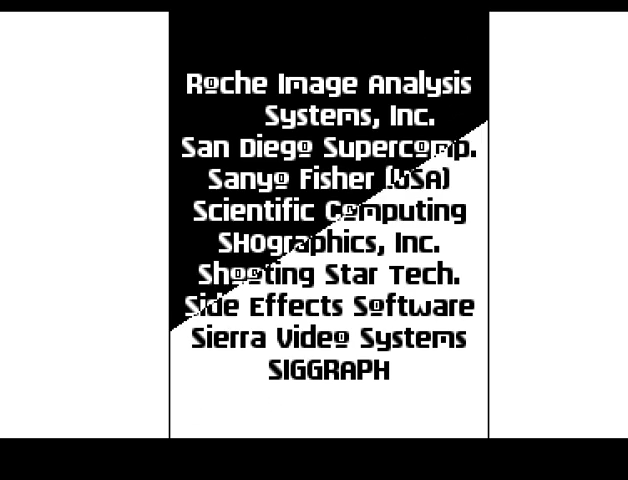 Roche Image Analysis
Systems, Inc.
San Diego Supercomp.
Sanyo Fisher (USA)
Scientific Computing
SHOgraphics, Inc.
Shooting Star Tech.
Side Effects Software
Sierra Video Systems
SIGGRAPH